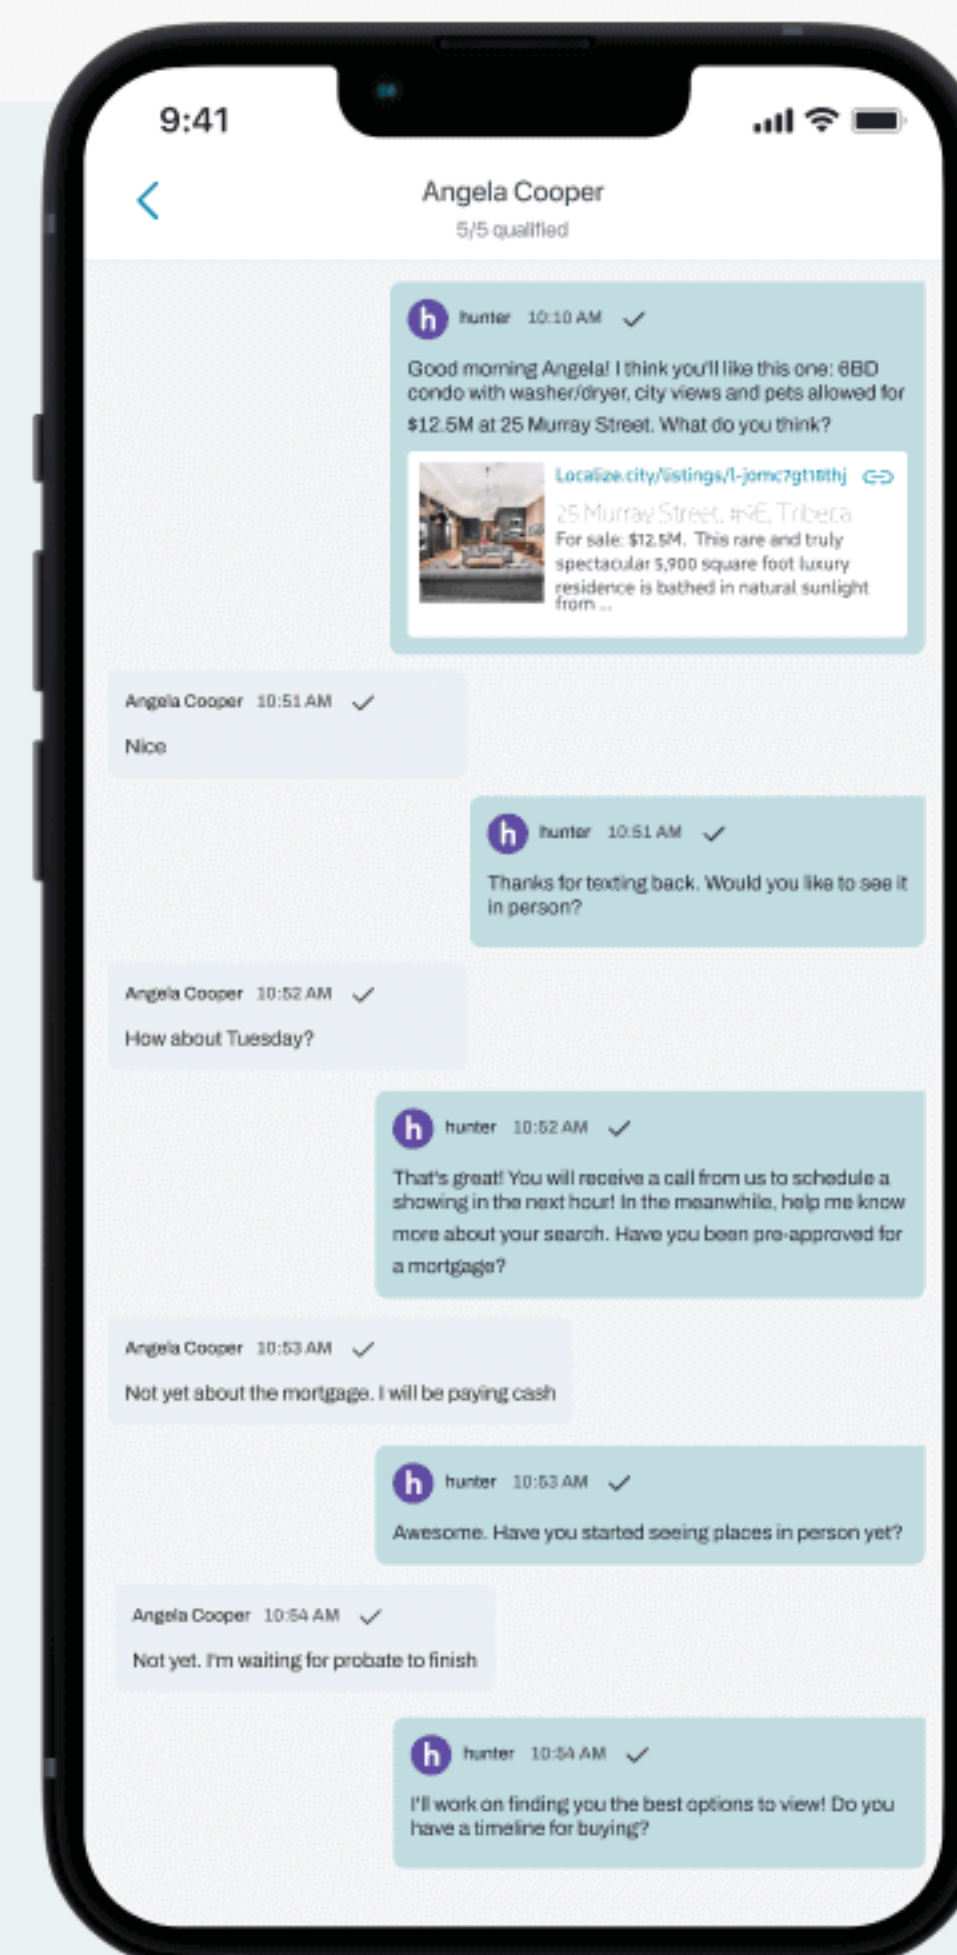 9:41
Angela Cooper
5/5 qualified
h hunter 10:10 AM
Good morning Angela! I think you'll like this one: 6BD
condo with washer/dryer, city views and pets allowed for
$12.5M at 25 Murray Street. What do you think?
Localize.city/listings/l-jomc7gt18thj
25 Murray Street, #9E, Tribeca
For sale: $12.5M. This rare and truly
spectacular 5,900 square foot luxury
residence is bathed in natural sunlight
from ...
Angela Cooper 10:51 AM
Nice
h hunter 10:51 AM
Thanks for texting back. Would you like to see it
in person?
Angela Cooper 10:52 AM
How about Tuesday?
h hunter 10:52 AM
That's great! You will receive a call from us to schedule a
showing in the next hour! In the meanwhile, help me know
more about your search. Have you been pre-approved for
a mortgage?
Angela Cooper 10:53 AM
Not yet about the mortgage. I will be paying cash
h hunter 10:53 AM
Awesome. Have you started seeing places in person yet?
Angela Cooper 10:54 AM
Not yet. I'm waiting for probate to finish
h hunter 10:54 AM
I'll work on finding you the best options to view! Do you
have a timeline for buying?